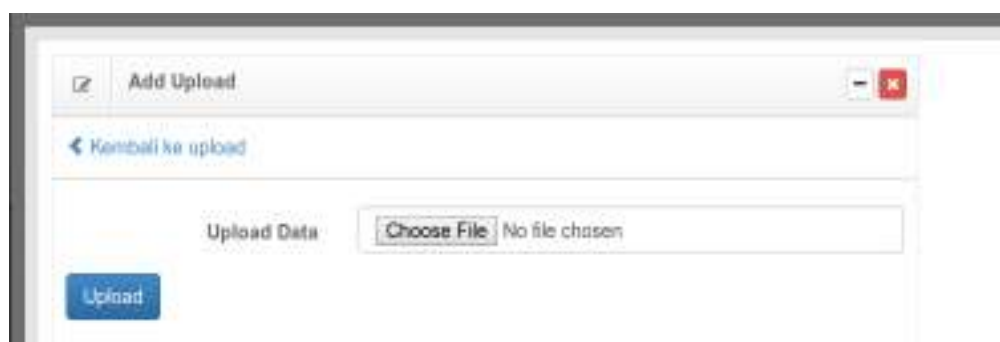 Add Upload
Kembali ke upload
Upload Data Choose File No file chosen
Upload